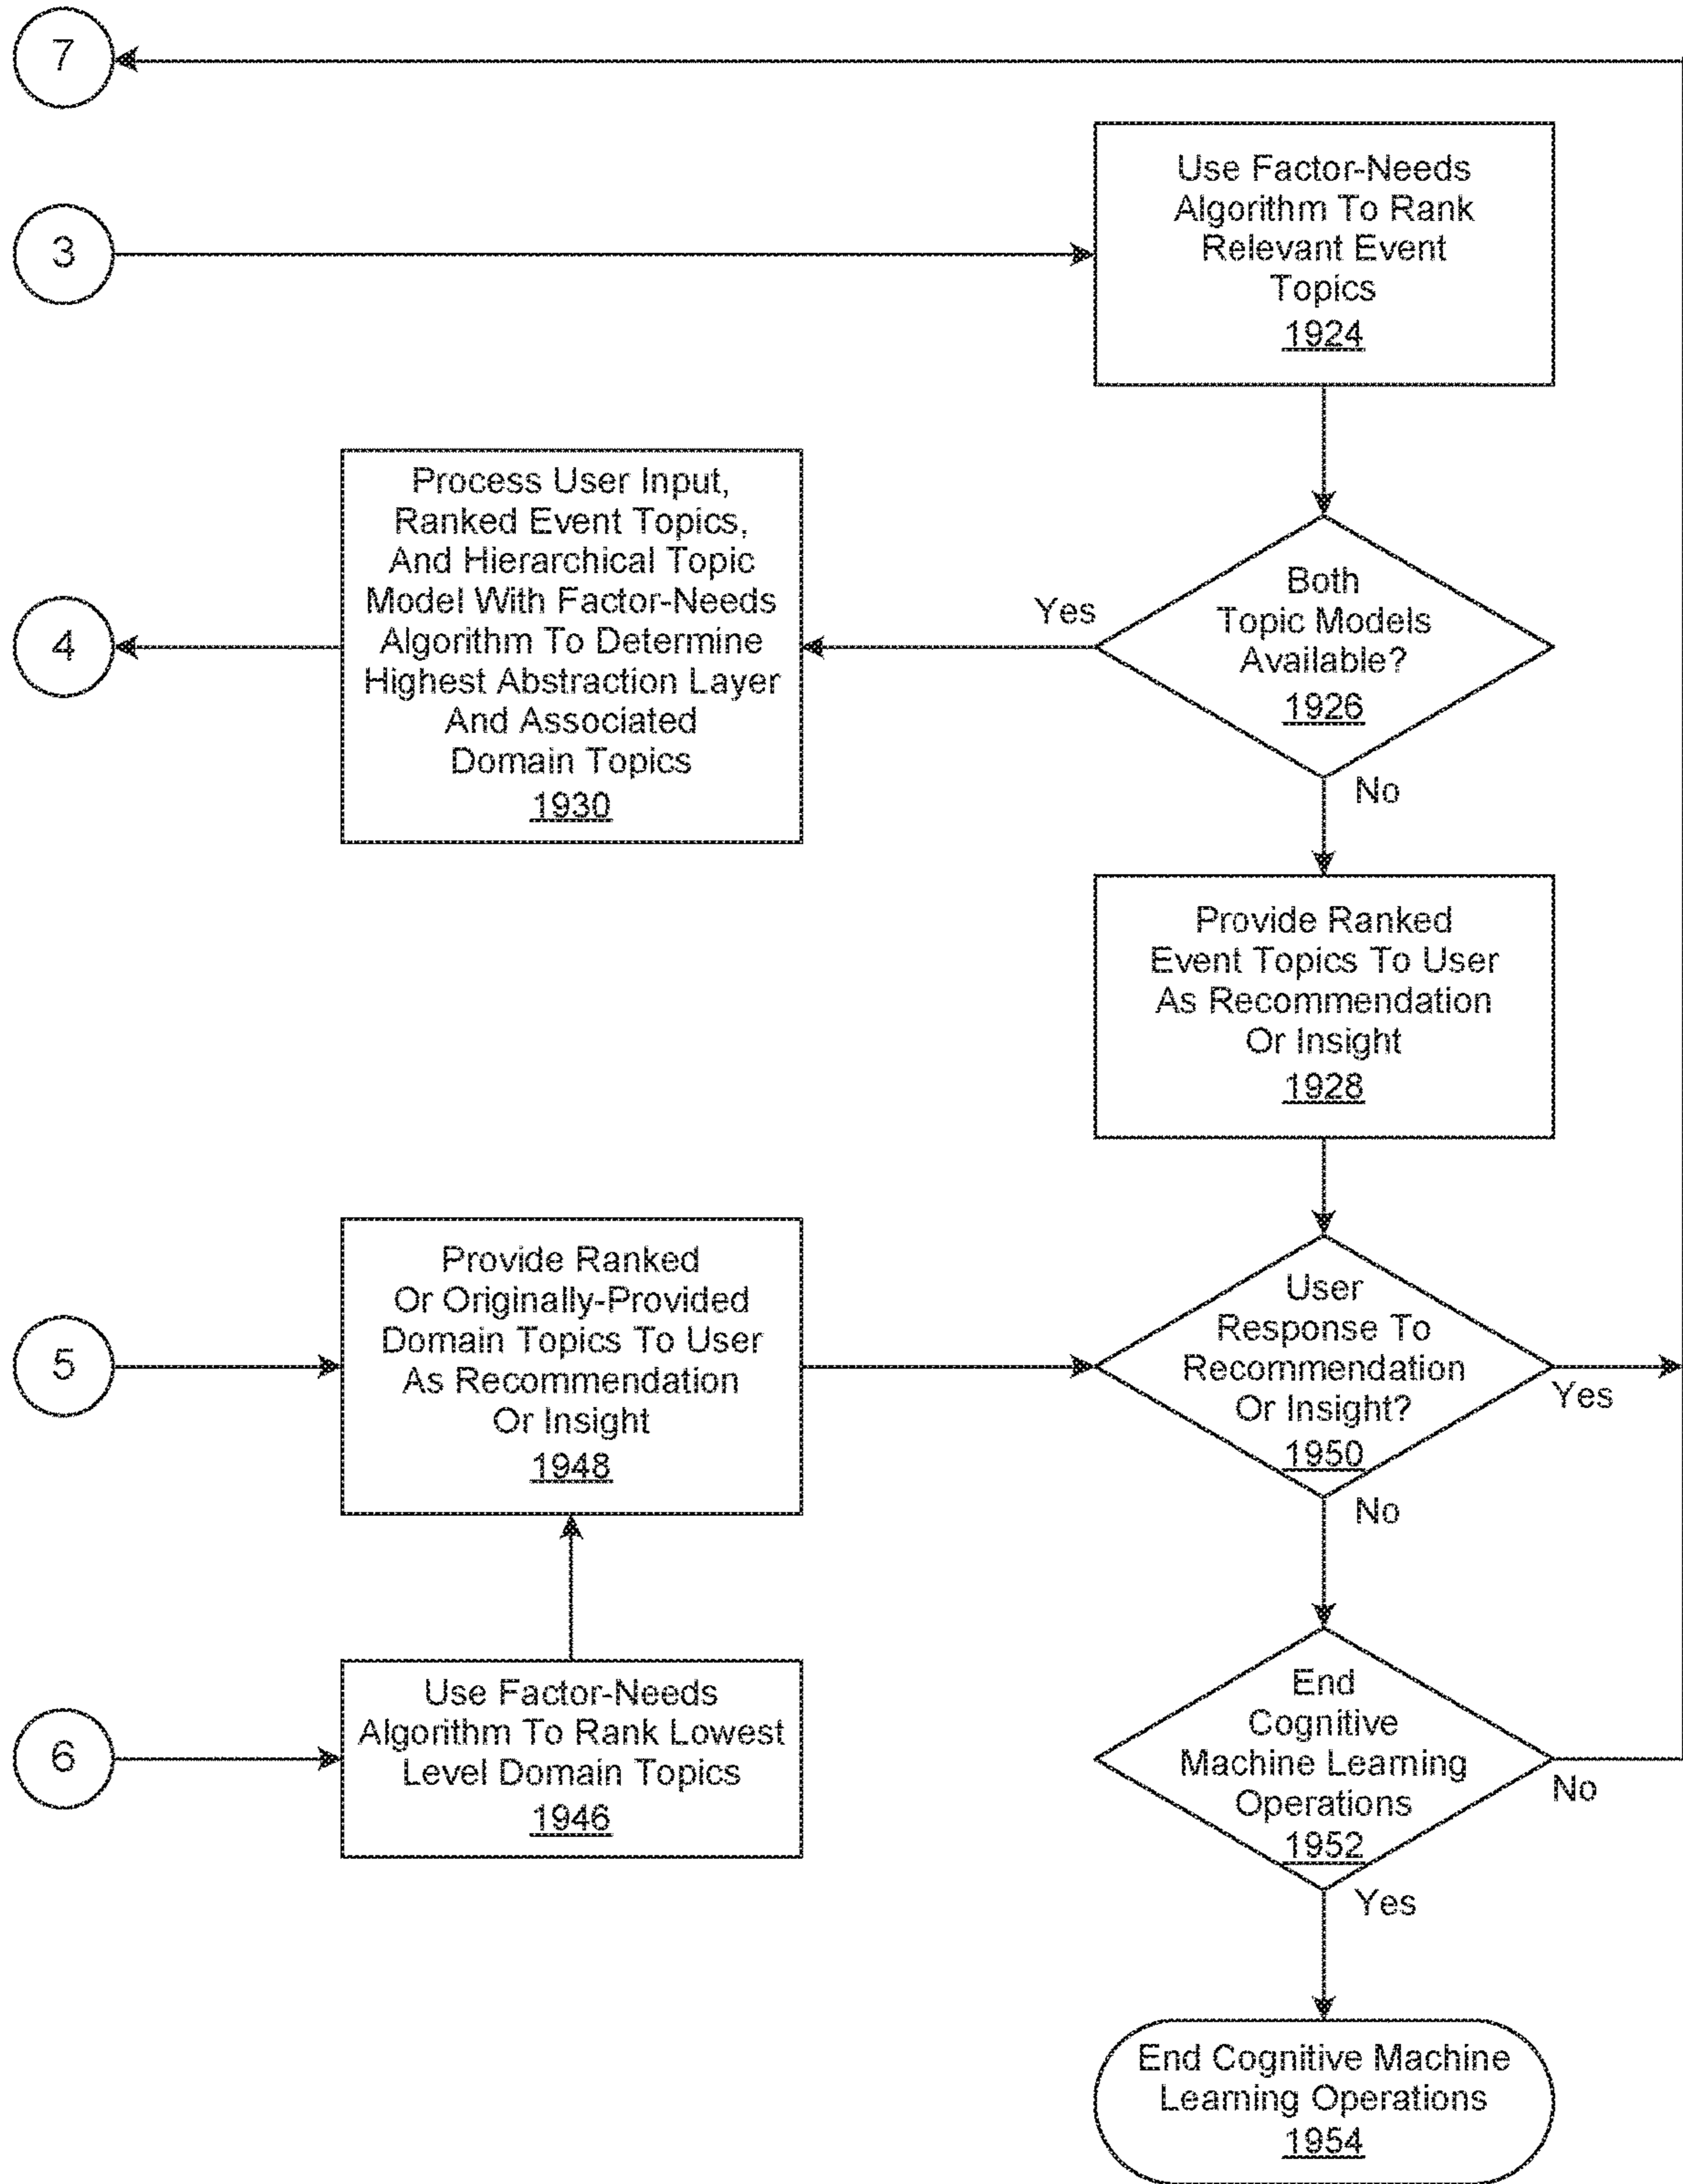 7
3
Use Factor-Needs
Algorithm To Rank
Relevant Event
Topics
1924
Process User Input,
Ranked Event Topics,
And Hierarchical Topic
Model With Factor-Needs
Algorithm To Determine
Highest Abstraction Layer
And Associated
Domain Topics
1930
4
Yes
Both
Topic Models
Available?
1926
No
Provide Ranked
Event Topics To User
As Recommendation
Or Insight
1928
5
Provide Ranked
Or Originally-Provided
Domain Topics To User
As Recommendation
Or Insight
1948
User
Response To
Recommendation
Or Insight?
1950
Yes
No
6
Use Factor-Needs
Algorithm To Rank Lowest
Level Domain Topics
1946
End
Cognitive
Machine Learning
Operations
1952
No
Yes
End Cognitive Machine
Learning Operations
1954